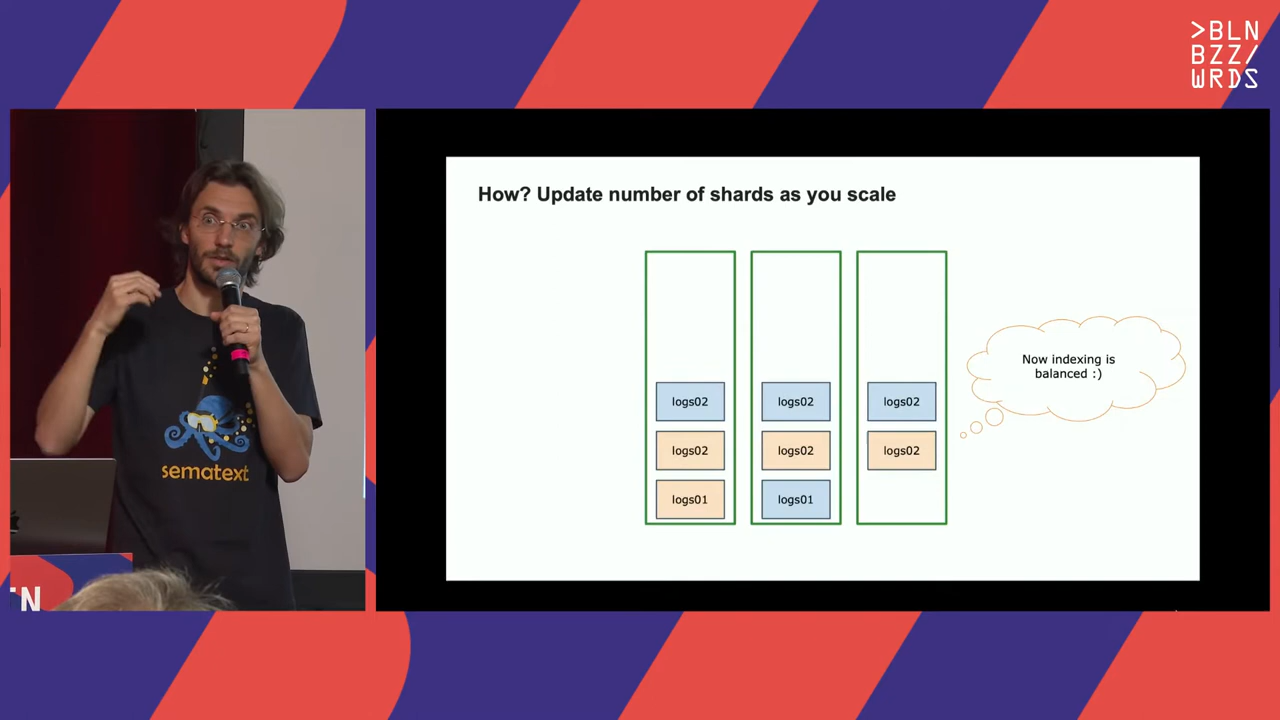 >BLN
BZZ/
WRDS
How? Update number of shards as you scale
Now indexing is
balanced :)
logs02
logs02
logs02
logs02
logs02
logs02
logs01
logs01
sematext
N